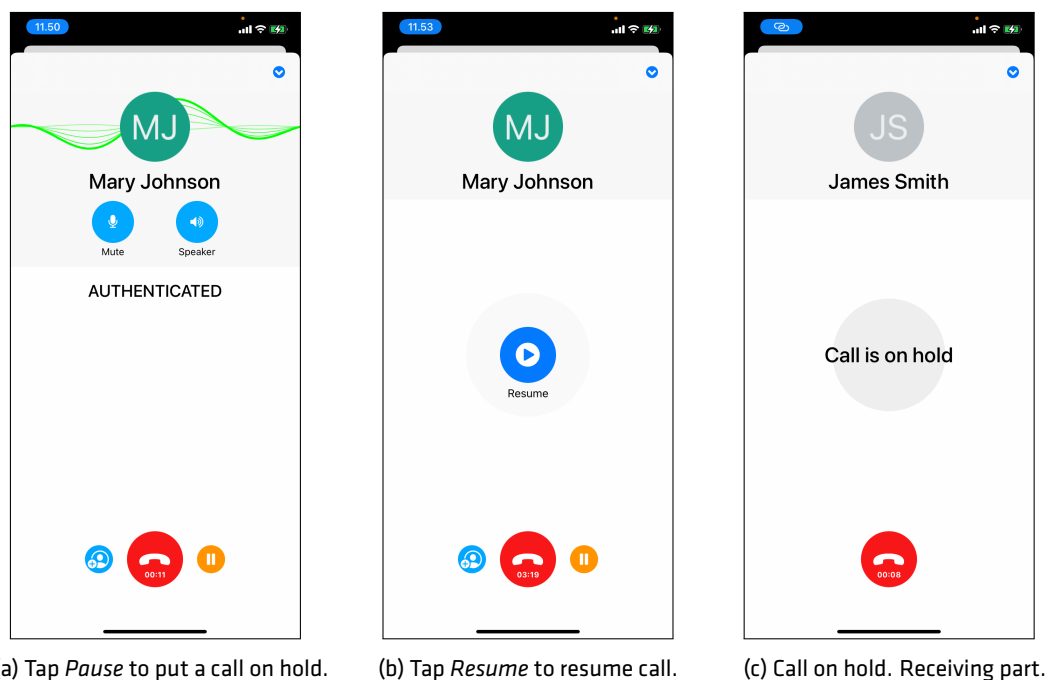 11.50
MJ
Mary Johnson
Mute
Speaker
AUTHENTICATED
00:11
a) Tap Pause to put a call on hold.
11.53
MJ
Mary Johnson
Resume
03:19
(b) Tap Resume to resume call.
JS
James Smith
Call is on hold
00:08
(c) Call on hold. Receiving part.